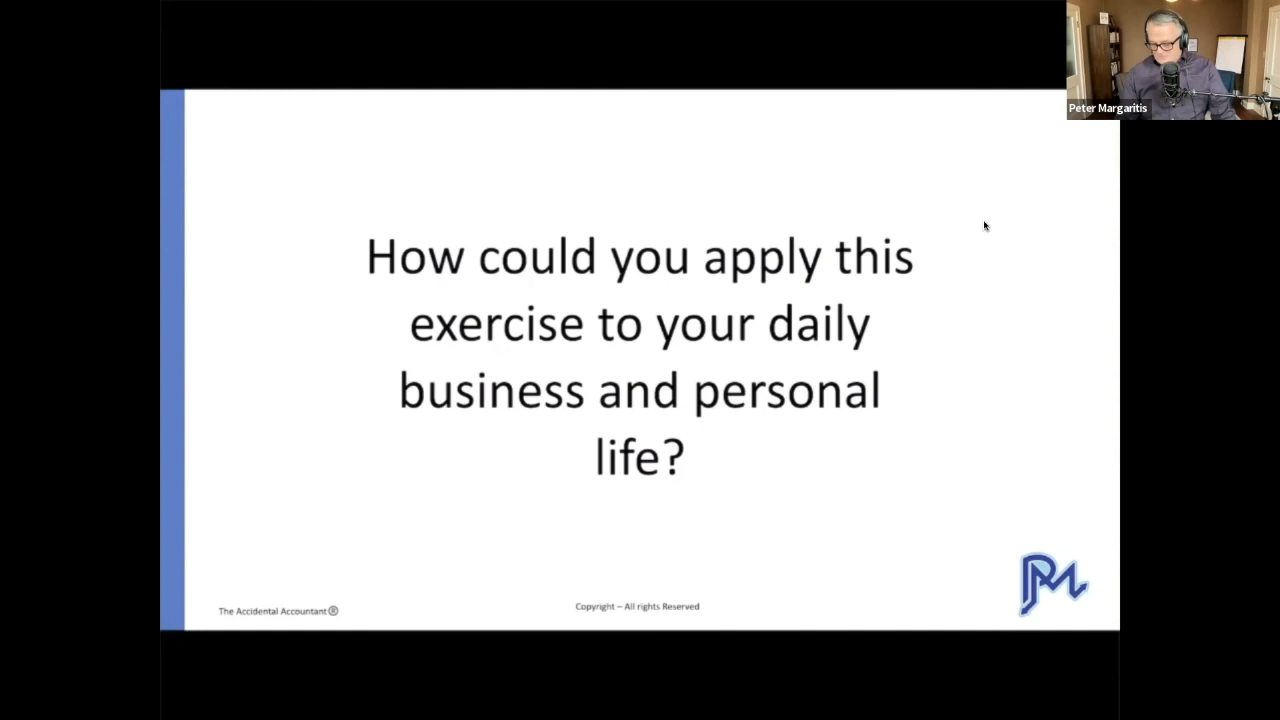 Peter Margaritis
How could you apply this
exercise to your daily
business and personal
life?
The Accidental Accountant®
Copyright – All rights Reserved
PM